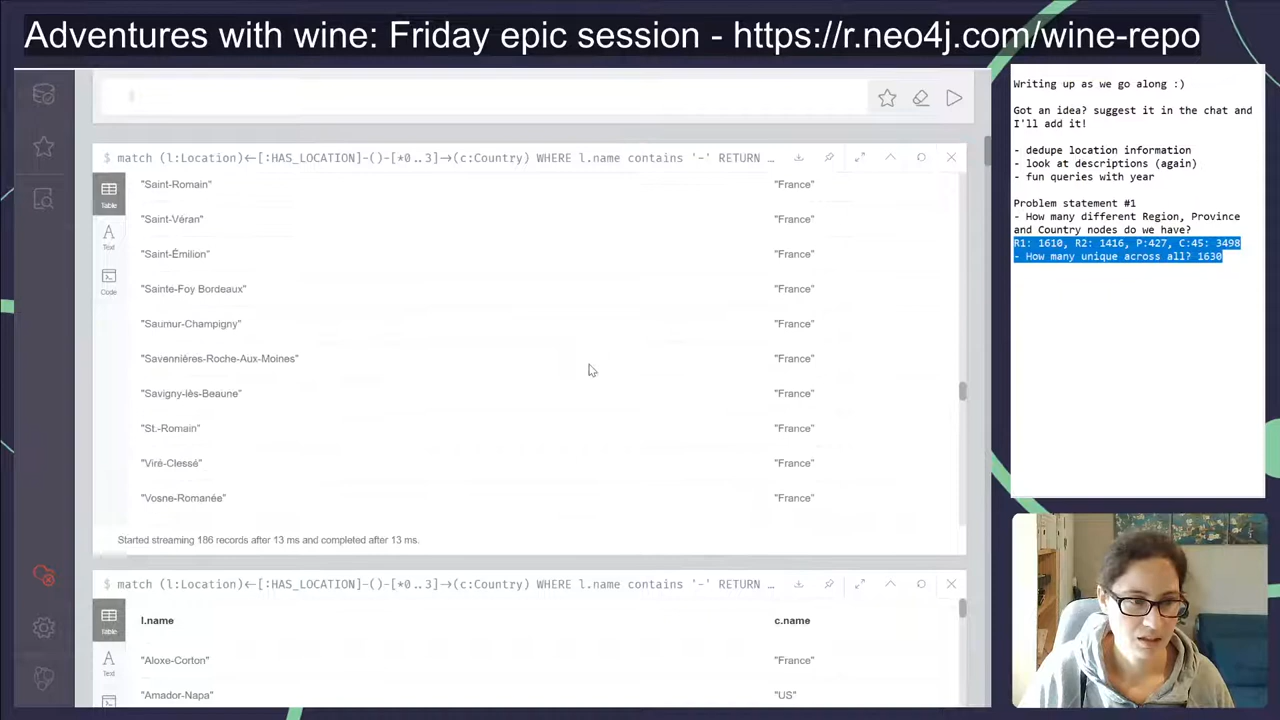 Adventures with wine: Friday epic session - https://r.neo4j.com/wine-repo
$ match (l:Location)<-[:HAS_LOCATION]-()-[*0..3]->(c:Country) WHERE l.name contains '-' RETURN …
Table
Text
Code
"Saint-Romain" "France"
"Saint-Véran" "France"
"Saint-Émilion" "France"
"Sainte-Foy Bordeaux" "France"
"Saumur-Champigny" "France"
"Savennières-Roche-Aux-Moines" "France"
"Savigny-lès-Beaune" "France"
"St.-Romain" "France"
"Viré-Clessé" "France"
"Vosne-Romanée" "France"
Started streaming 186 records after 13 ms and completed after 13 ms.
$ match (l:Location)<-[:HAS_LOCATION]-()-[*0..3]->(c:Country) WHERE l.name contains '-' RETURN …
Table
Text
l.name c.name
"Aloxe-Corton" "France"
"Amador-Napa" "US"
Writing up as we go along :)
Got an idea? suggest it in the chat and
I'll add it!
- dedupe location information
- look at descriptions (again)
- fun queries with year
Problem statement #1
- How many different Region, Province
and Country nodes do we have?
R1: 1610, R2: 1416, P:427, C:45: 3498
- How many unique across all? 1630